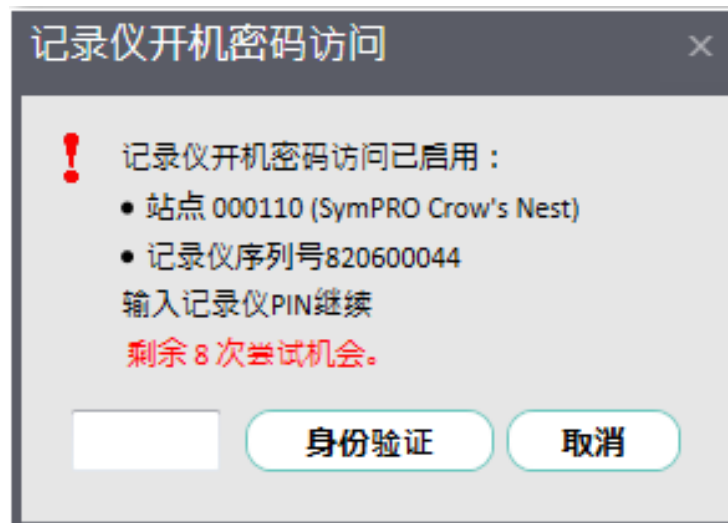 记录仪开机密码访问 ×
记录仪开机密码访问已启用：
• 站点 000110 (SymPRO Crow's Nest)
• 记录仪序列号820600044
输入记录仪PIN继续
剩余 8 次尝试机会。
身份验证 取消